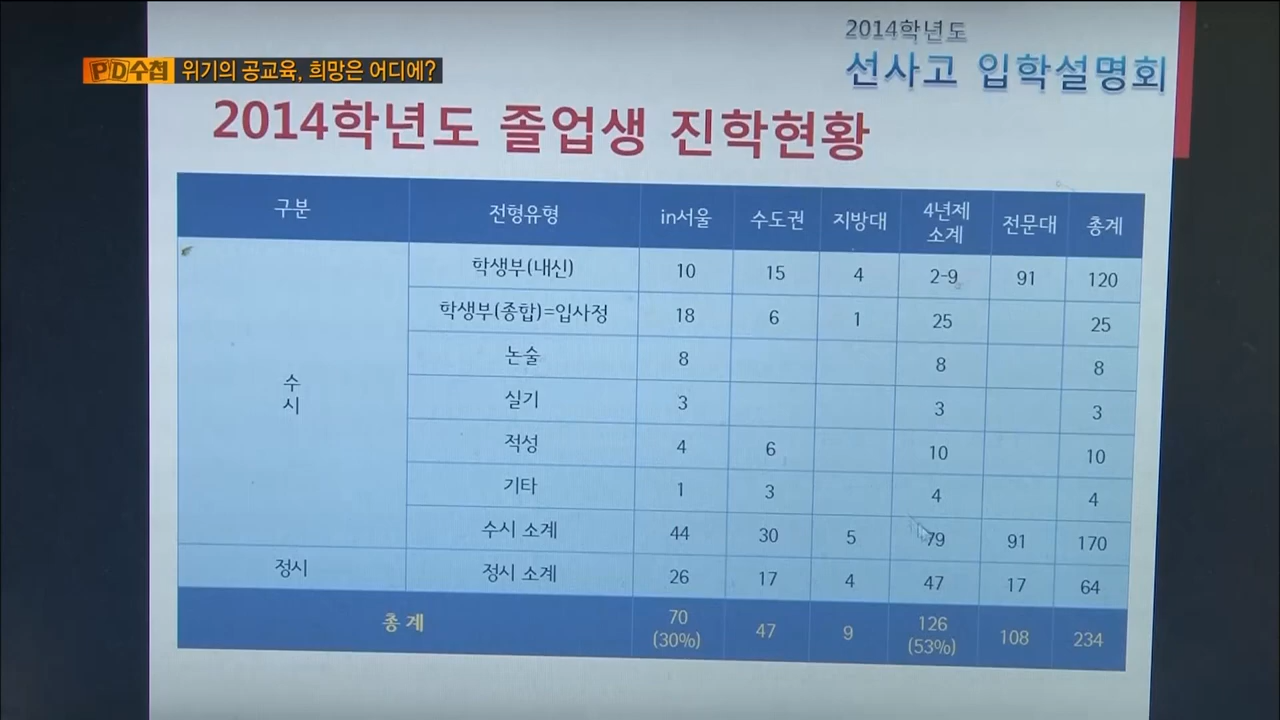 PD수첩 위기의 공교육, 희망은 어디에?
2014학년도
선사고 입학설명회
2014학년도 졸업생 진학현황
구분 전형유형 in서울 수도권 지방대 4년제 소계 전문대 총계
수시
학생부(내신) 10 15 4 2-9 91 120
학생부(종합)=입사정 18 6 1 25 25
논술 8 8 8
실기 3 3 3
적성 4 6 10 10
기타 1 3 4 4
수시 소계 44 30 5 79 91 170
정시 정시 소계 26 17 4 47 17 64
총계 70 (30%) 47 9 126 (53%) 108 234